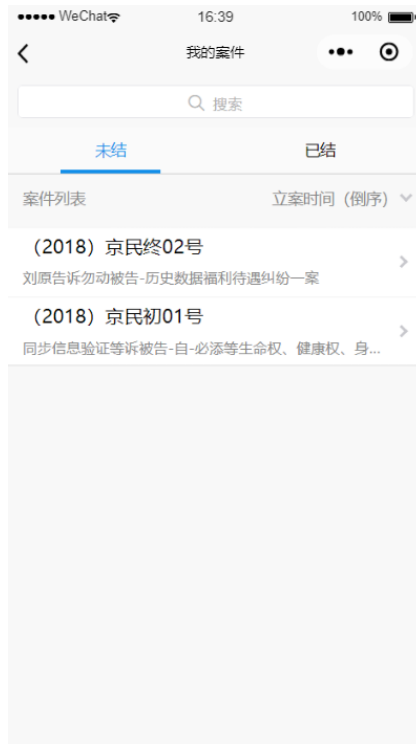 WeChat 16:39 100%
我的案件
搜索
未结 已结
案件列表 立案时间（倒序）
（2018）京民终02号
刘原告诉勿动被告-历史数据福利待遇纠纷一案
（2018）京民初01号
同步信息验证等诉被告-自-必添等生命权、健康权、身...